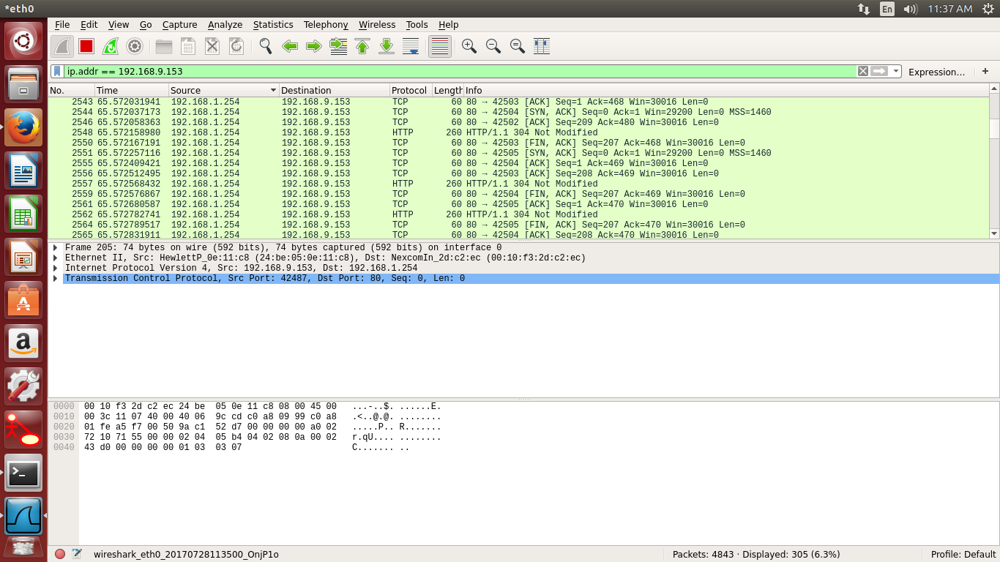 *eth0 En 11:37 AM
File Edit View Go Capture Analyze Statistics Telephony Wireless Tools Help
ip.addr == 192.168.9.153 Expression… +
No. Time Source Destination Protocol Length Info
2543 65.572031941 192.168.1.254 192.168.9.153 TCP 60 80 → 42503 [ACK] Seq=1 Ack=468 Win=30016 Len=0
2544 65.572037173 192.168.1.254 192.168.9.153 TCP 60 80 → 42504 [SYN, ACK] Seq=0 Ack=1 Win=29200 Len=0 MSS=1460
2546 65.572058363 192.168.1.254 192.168.9.153 TCP 60 80 → 42502 [ACK] Seq=209 Ack=480 Win=30016 Len=0
2548 65.572158980 192.168.1.254 192.168.9.153 HTTP 260 HTTP/1.1 304 Not Modified
2550 65.572167191 192.168.1.254 192.168.9.153 TCP 60 80 → 42503 [FIN, ACK] Seq=207 Ack=468 Win=30016 Len=0
2551 65.572257116 192.168.1.254 192.168.9.153 TCP 60 80 → 42505 [SYN, ACK] Seq=0 Ack=1 Win=29200 Len=0 MSS=1460
2555 65.572409421 192.168.1.254 192.168.9.153 TCP 60 80 → 42504 [ACK] Seq=1 Ack=469 Win=30016 Len=0
2556 65.572512495 192.168.1.254 192.168.9.153 TCP 60 80 → 42503 [ACK] Seq=208 Ack=469 Win=30016 Len=0
2557 65.572568432 192.168.1.254 192.168.9.153 HTTP 260 HTTP/1.1 304 Not Modified
2559 65.572576867 192.168.1.254 192.168.9.153 TCP 60 80 → 42504 [FIN, ACK] Seq=207 Ack=469 Win=30016 Len=0
2561 65.572680587 192.168.1.254 192.168.9.153 TCP 60 80 → 42505 [ACK] Seq=1 Ack=470 Win=30016 Len=0
2562 65.572782741 192.168.1.254 192.168.9.153 HTTP 260 HTTP/1.1 304 Not Modified
2564 65.572789517 192.168.1.254 192.168.9.153 TCP 60 80 → 42505 [FIN, ACK] Seq=207 Ack=470 Win=30016 Len=0
2565 65.572831911 192.168.1.254 192.168.9.153 TCP 60 80 → 42504 [ACK] Seq=208 Ack=470 Win=30016 Len=0
Frame 205: 74 bytes on wire (592 bits), 74 bytes captured (592 bits) on interface 0
Ethernet II, Src: HewlettP_0e:11:c8 (24:be:05:0e:11:c8), Dst: NexcomIn_2d:c2:ec (00:10:f3:2d:c2:ec)
Internet Protocol Version 4, Src: 192.168.9.153, Dst: 192.168.1.254
Transmission Control Protocol, Src Port: 42487, Dst Port: 80, Seq: 0, Len: 0
0000 00 10 f3 2d c2 ec 24 be 05 0e 11 c8 08 00 45 00 ...-..$. ......E.
0010 00 3c 11 07 40 00 40 06 9c cd c0 a8 09 99 c0 a8 .<..@.@. ........
0020 01 fe a5 f7 00 50 9a c1 52 d7 00 00 00 00 a0 02 .....P.. R.......
0030 72 10 71 55 00 00 02 04 05 b4 04 02 08 0a 00 02 r.qU.... ........
0040 43 d0 00 00 00 00 01 03 03 07 C....... ..
wireshark_eth0_20170728113500_OnjP1o Packets: 4843 · Displayed: 305 (6.3%) Profile: Default